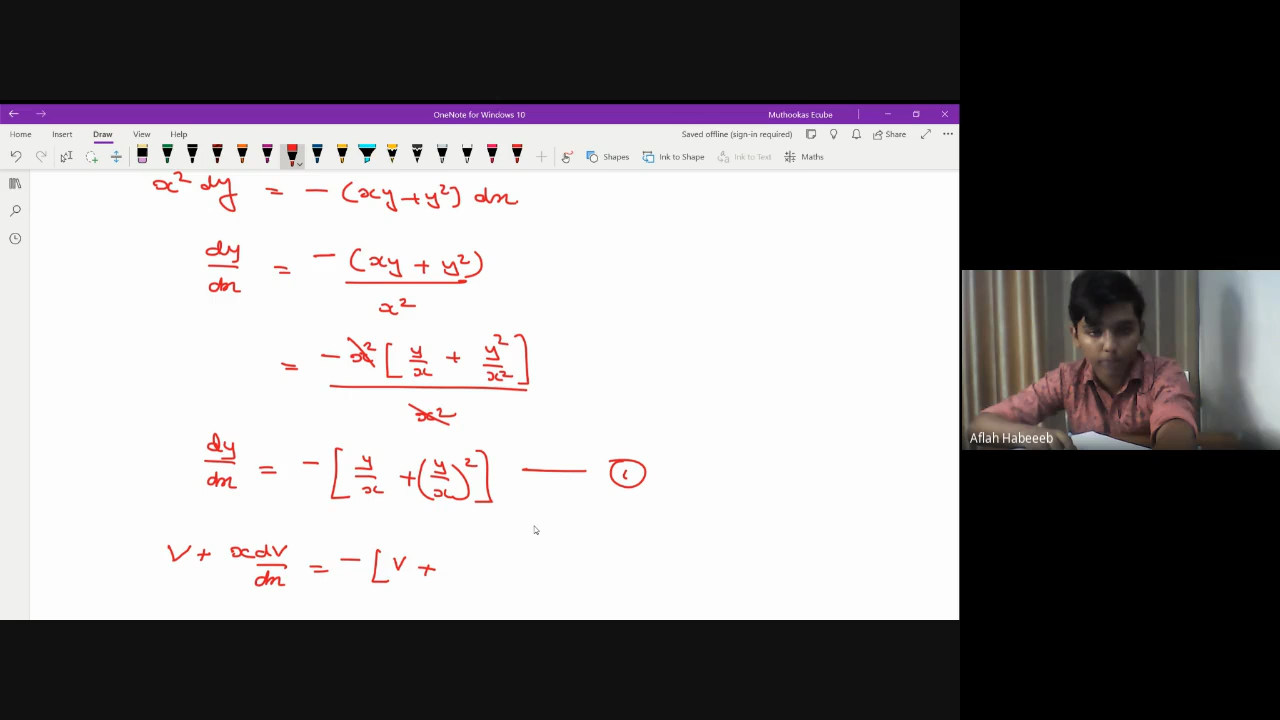 OneNote for Windows 10
Muthookas Ecube
Home Insert Draw View Help
Saved offline (sign-in required)
Share
Shapes
Ink to Shape
Ink to Text
Maths
x² dy = - (xy + y²) dx
dy/dx = - (xy + y²) / x²
= - x² [ y/x + y²/x² ] / x²
dy/dx = - [ y/x + (y/x)² ] —— ①
V + x dV/dx = - [ V +
Aflah Habeeeb